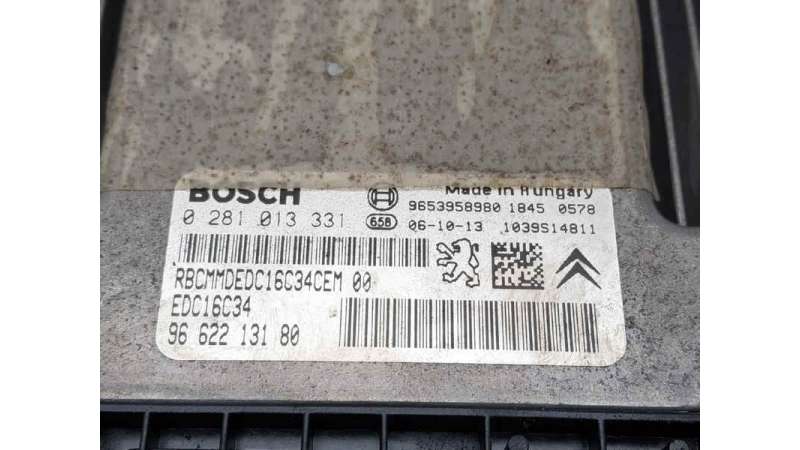 BOSCH
Made in Hungary
0 281 013 331
658
9653958980 1845 0578
06-10-13 1039S14811
RBCMMDEDC16C34CEM 00
EDC16C34
96 622 131 80